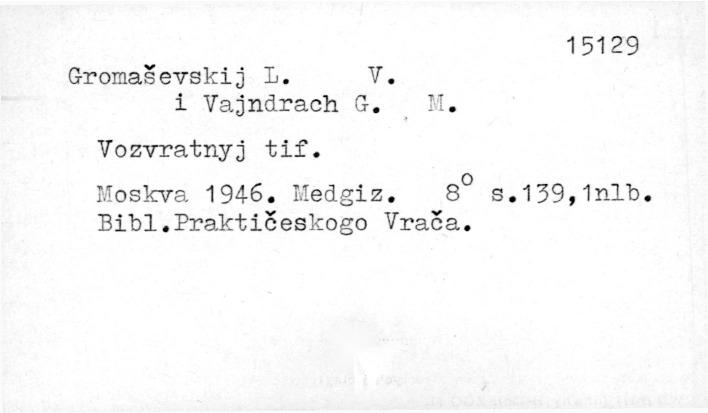 15129
Gromaševskij L. V.
i Vajndrach G. M.
Vozvratnyj tif.
Moskva 1946. Medgiz. 8° s.139,1nlb.
Bibl.Praktičeskogo Vrača.